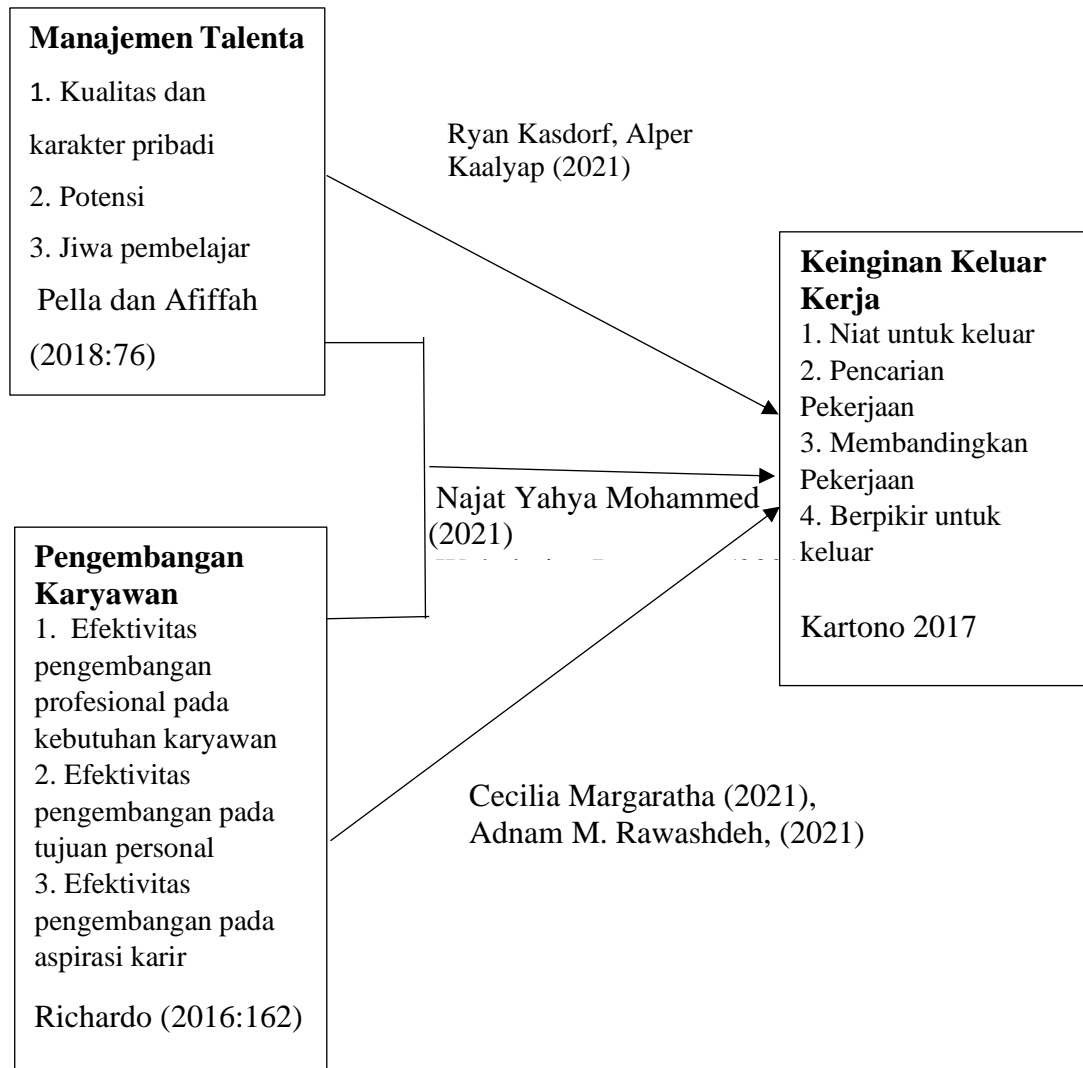 Manajemen Talenta
1. Kualitas dan
karakter pribadi
2. Potensi
3. Jiwa pembelajar
Pella dan Afiffah
(2018:76)
Ryan Kasdorf, Alper
Kaalyap (2021)
Keinginan Keluar
Kerja
1. Niat untuk keluar
2. Pencarian
Pekerjaan
3. Membandingkan
Pekerjaan
4. Berpikir untuk
keluar
Kartono 2017
Najat Yahya Mohammed
(2021)
Pengembangan
Karyawan
1. Efektivitas
pengembangan
profesional pada
kebutuhan karyawan
2. Efektivitas
pengembangan pada
tujuan personal
3. Efektivitas
pengembangan pada
aspirasi karir
Richardo (2016:162)
Cecilia Margaratha (2021),
Adnam M. Rawashdeh, (2021)